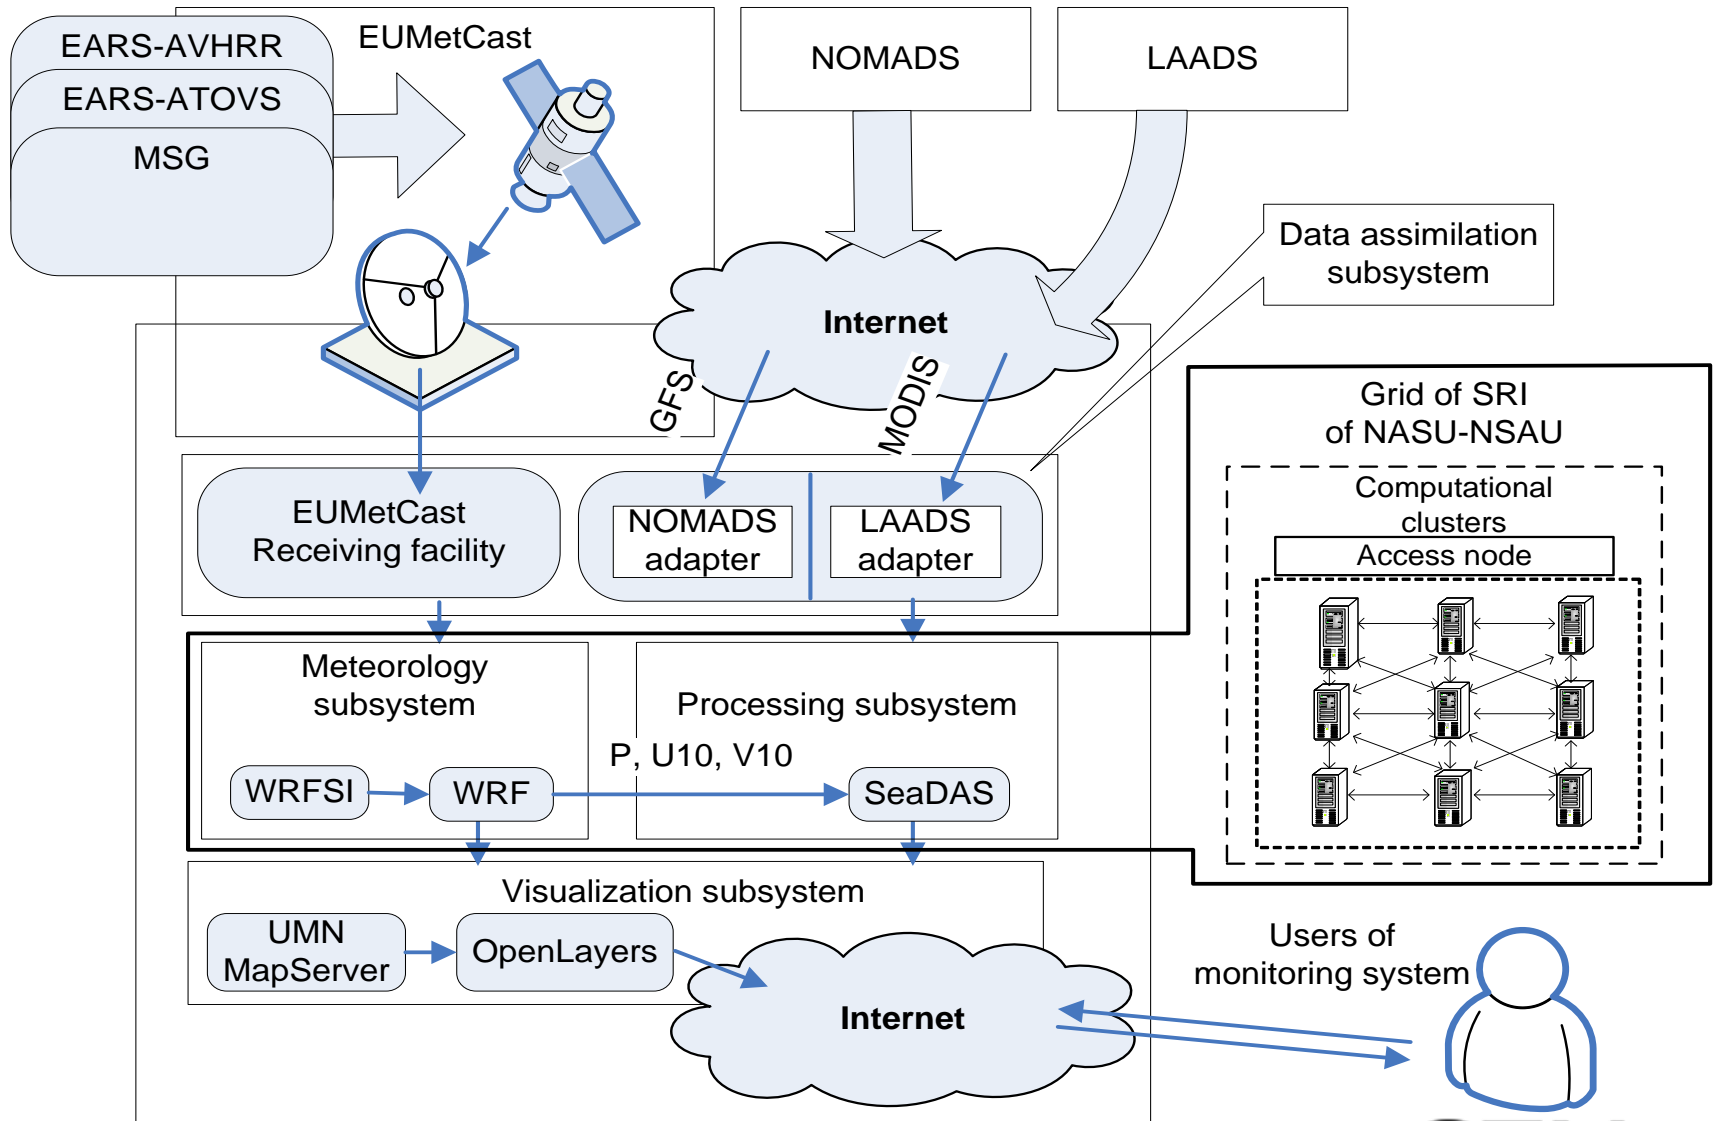 EARS-AVHRR
EARS-ATOVS
MSG
EUMetCast
NOMADS
LAADS
Data assimilation
subsystem
Internet
GFS
MODIS
Grid of SRI
of NASU-NSAU
Computational
clusters
Access node
EUMetCast
Receiving facility
NOMADS
adapter
LAADS
adapter
Meteorology
subsystem
Processing subsystem
P, U10, V10
WRFSI
WRF
SeaDAS
Visualization subsystem
UMN
MapServer
OpenLayers
Internet
Users of
monitoring system